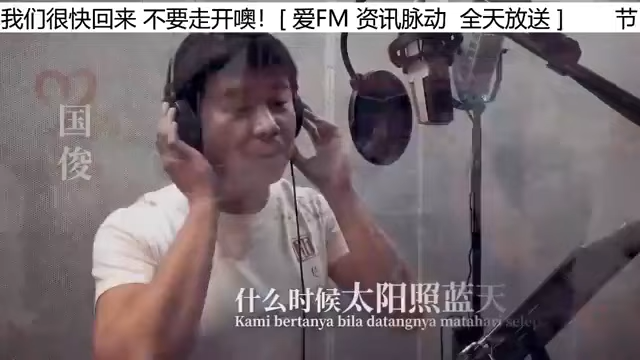 我们很快回来 不要走开噢！[ 爱FM 资讯脉动 全天放送 ] 节
国俊
什么时候太阳照蓝天
Kami bertanya bila datangnya matahari